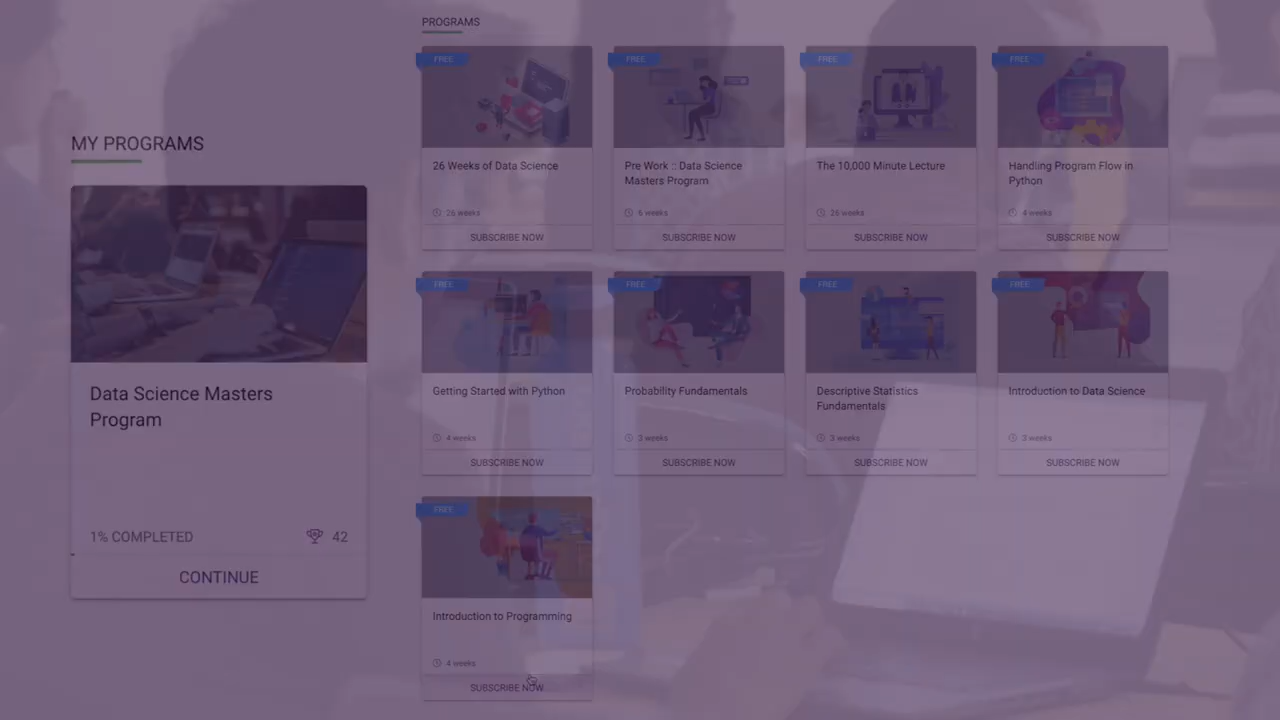 MY PROGRAMS
Data Science Masters
Program
1% COMPLETED
42
CONTINUE
PROGRAMS
FREE
26 Weeks of Data Science
26 weeks
SUBSCRIBE NOW
FREE
Pre Work :: Data Science
Masters Program
6 weeks
SUBSCRIBE NOW
FREE
The 10,000 Minute Lecture
26 weeks
SUBSCRIBE NOW
FREE
Handling Program Flow in
Python
4 weeks
SUBSCRIBE NOW
FREE
Getting Started with Python
4 weeks
SUBSCRIBE NOW
FREE
Probability Fundamentals
3 weeks
SUBSCRIBE NOW
FREE
Descriptive Statistics
Fundamentals
3 weeks
SUBSCRIBE NOW
FREE
Introduction to Data Science
3 weeks
SUBSCRIBE NOW
FREE
Introduction to Programming
4 weeks
SUBSCRIBE NOW